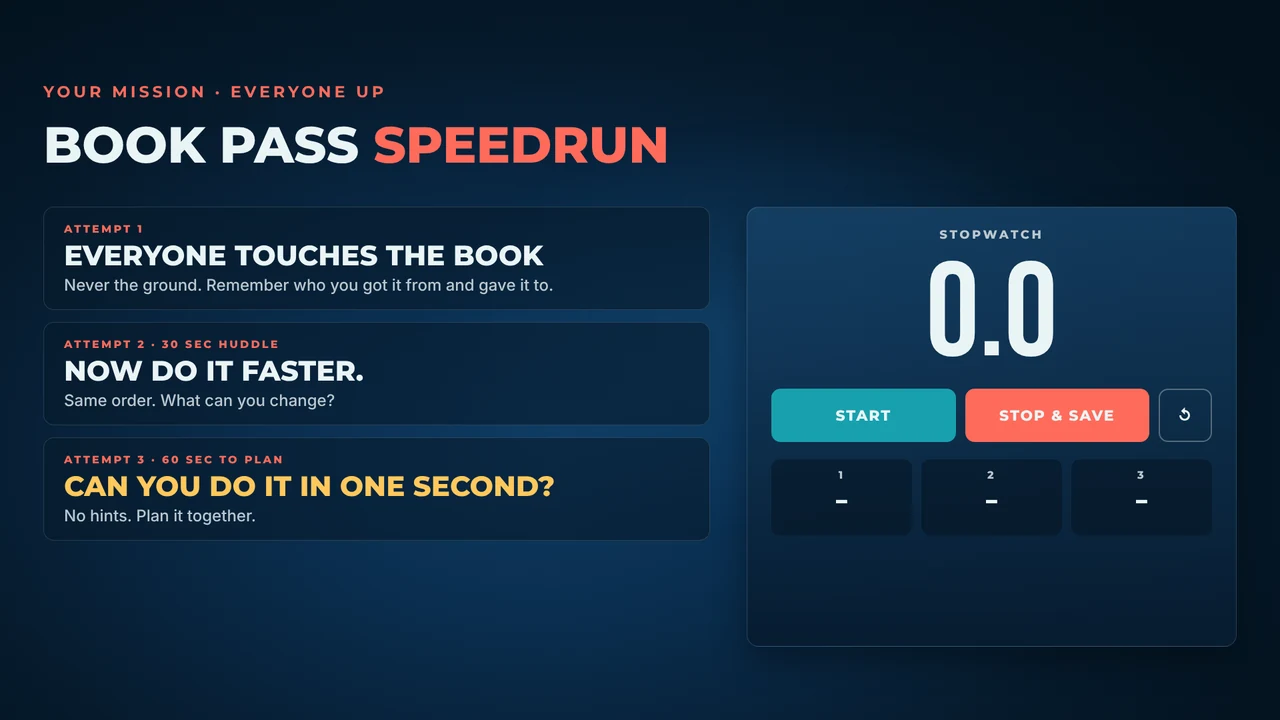 YOUR MISSION · EVERYONE UP
BOOK PASS SPEEDRUN
ATTEMPT 1
EVERYONE TOUCHES THE BOOK
Never the ground. Remember who you got it from and gave it to.
ATTEMPT 2 · 30 SEC HUDDLE
NOW DO IT FASTER.
Same order. What can you change?
ATTEMPT 3 · 60 SEC TO PLAN
CAN YOU DO IT IN ONE SECOND?
No hints. Plan it together.
STOPWATCH
0.0
START
STOP & SAVE
1
–
2
–
3
–